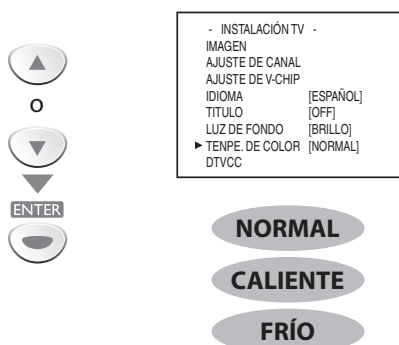 O
ENTER
- INSTALACIÓN TV -
IMAGEN
AJUSTE DE CANAL
AJUSTE DE V-CHIP
IDIOMA [ESPAÑOL]
TITULO [OFF]
LUZ DE FONDO [BRILLO]
TENPE. DE COLOR [NORMAL]
DTVCC
NORMAL
CALIENTE
FRÍO